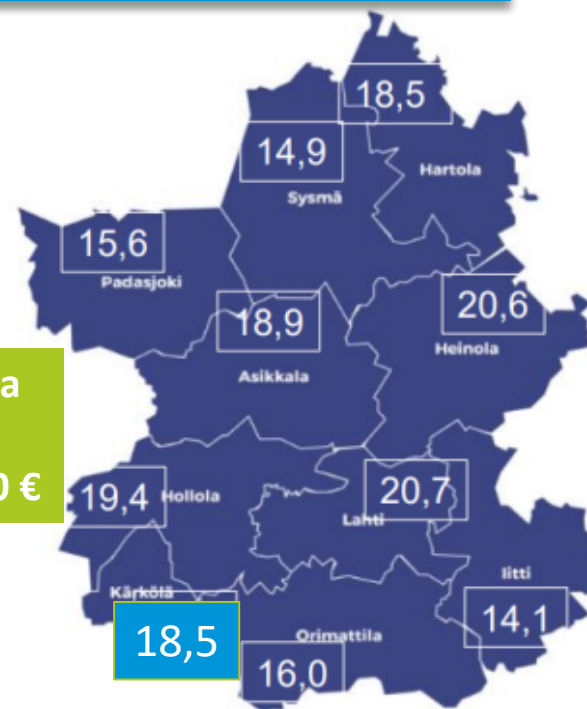 18,5
Hartola
14,9
Sysmä
15,6
Padasjoki
20,6
Heinola
18,9
Asikkala
a
0 €
19,4
Hollola
20,7
Lahti
Iitti
14,1
Kärkölä
18,5
Orimattila
16,0